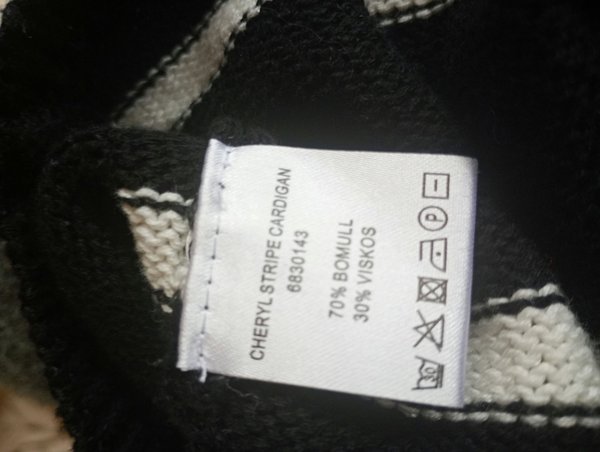 CHERYL STRIPE CARDIGAN
6830143
70% BOMULL
30% VISKOS
P